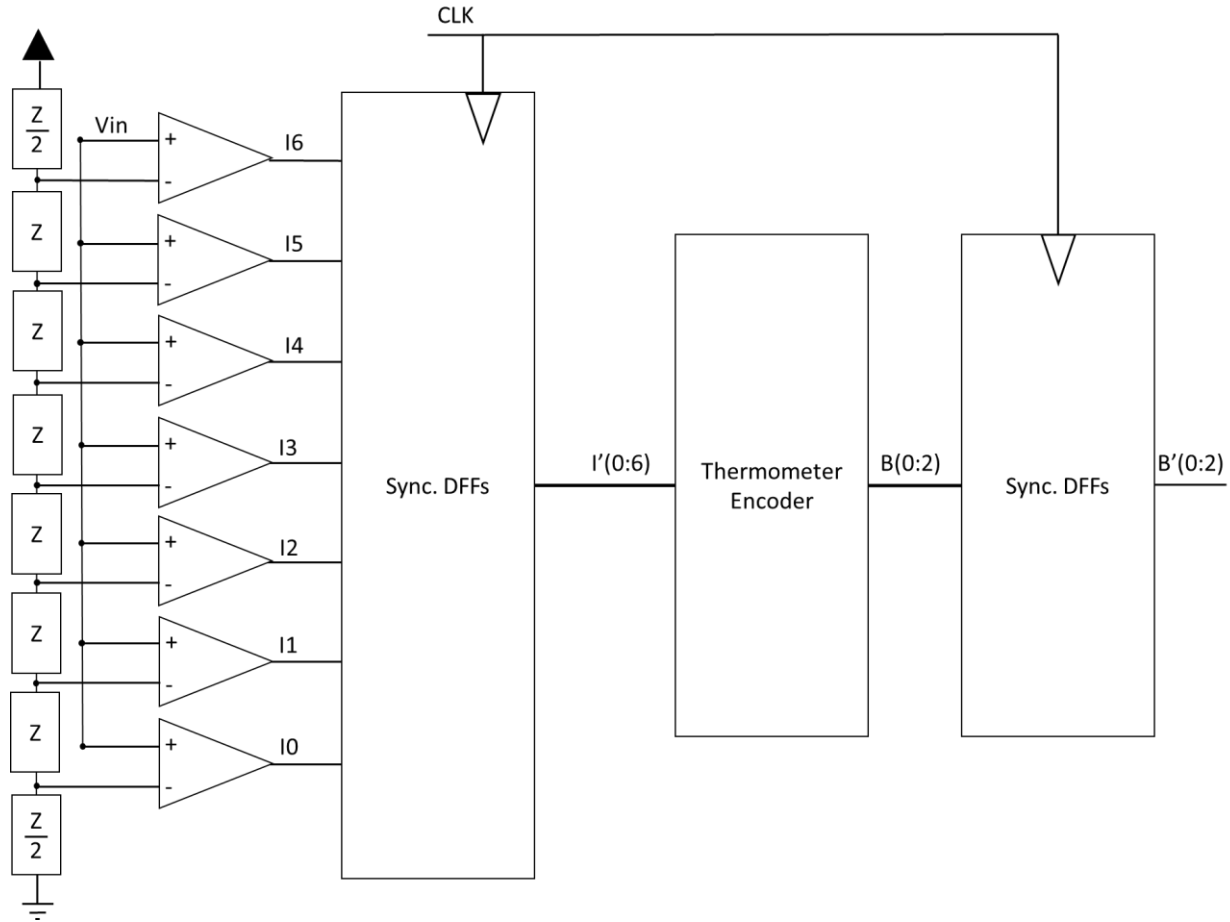 CLK
Z
2
Vin
+
-
I6
Z
+
-
I5
Z
+
-
I4
Z
+
-
I3
Sync. DFFs
I’(0:6)
Thermometer
Encoder
B(0:2)
Sync. DFFs
B’(0:2)
Z
+
-
I2
Z
+
-
I1
Z
+
-
I0
Z
2